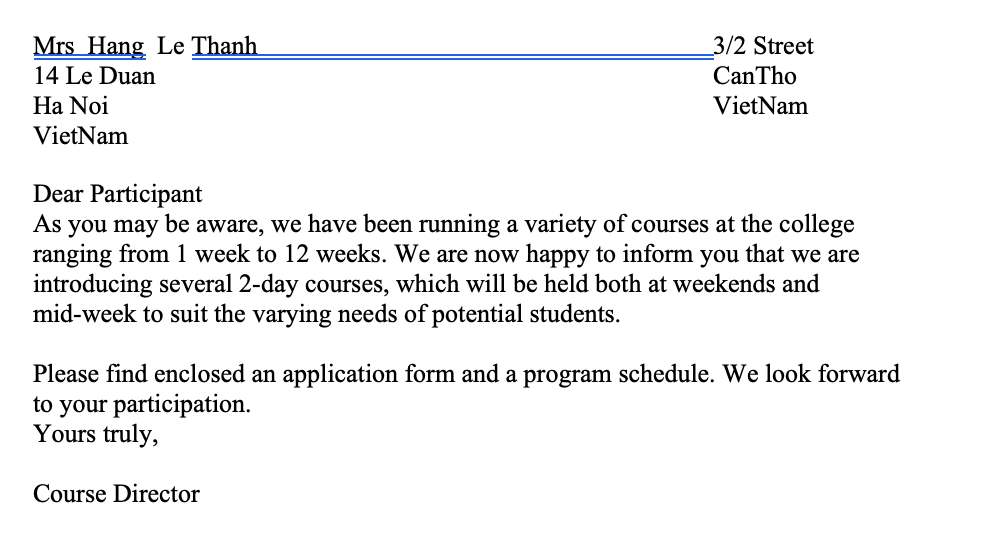 Mrs Hang Le Thanh 3/2 Street
14 Le Duan CanTho
Ha Noi VietNam
VietNam
Dear Participant
As you may be aware, we have been running a variety of courses at the college
ranging from 1 week to 12 weeks. We are now happy to inform you that we are
introducing several 2-day courses, which will be held both at weekends and
mid-week to suit the varying needs of potential students.
Please find enclosed an application form and a program schedule. We look forward
to your participation.
Yours truly,
Course Director